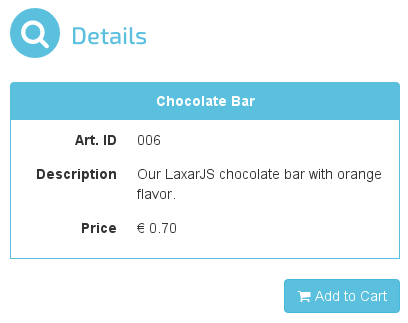 Details
Chocolate Bar
Art. ID 006
Description Our LaxarJS chocolate bar with orange
flavor.
Price € 0.70
Add to Cart